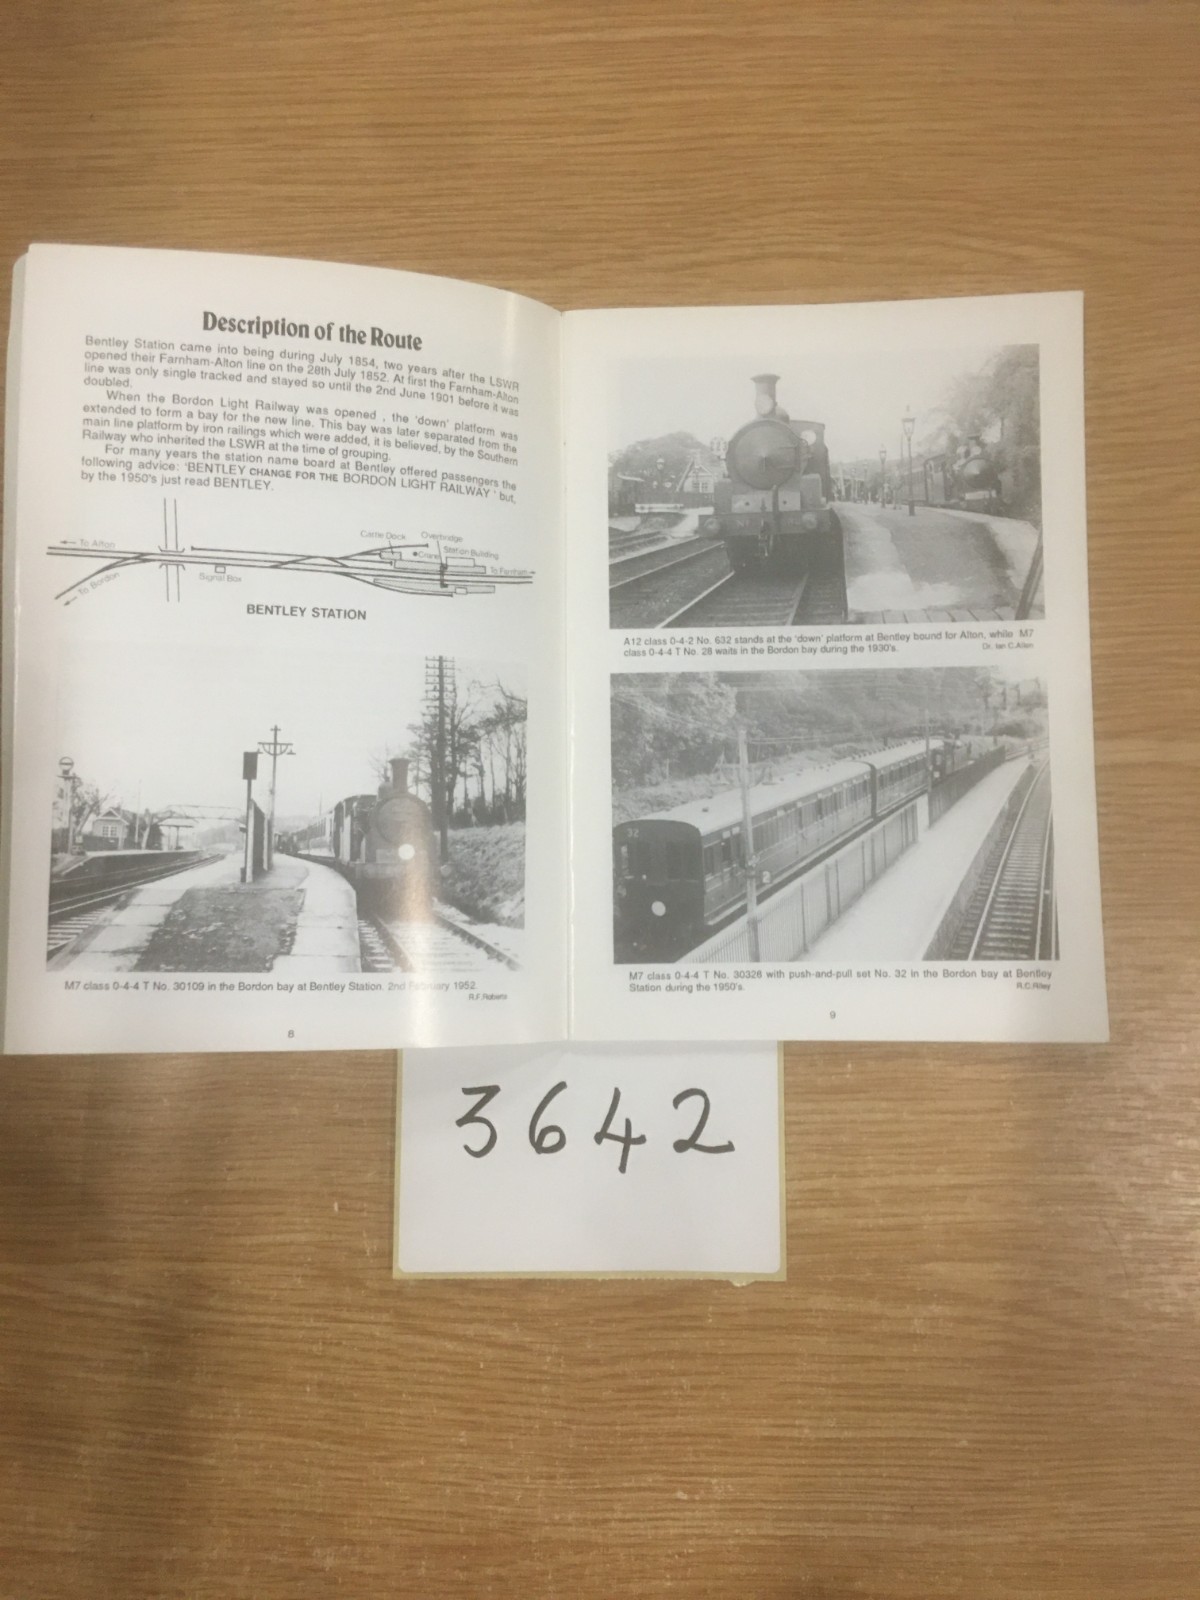 Description of the Route
Bentley Station came into being during July 1854, two years after the LSWR
opened their Farnham-Alton line on the 28th July 1852. At first the Farnham-Alton
line was only single tracked and stayed so until the 2nd June 1901 before it was
doubled.
When the Bordon Light Railway was opened , the 'down' platform was
extended to form a bay for the new line. This bay was later separated from the
main line platform by iron railings which were added, it is believed, by the Southern
Railway who inherited the LSWR at the time of grouping.
For many years the station name board at Bentley offered passengers the
following advice: 'BENTLEY CHANGE FOR THE BORDON LIGHT RAILWAY ' but,
by the 1950's just read BENTLEY.
To Alton
To Bordon
Signal Box
Cattle Dock
Crane
Overbridge
Station Building
To Farnham
BENTLEY STATION
M7 class 0-4-4 T No. 30109 in the Bordon bay at Bentley Station. 2nd February 1952.
R.F.Roberts
8
A12 class 0-4-2 No. 632 stands at the 'down' platform at Bentley bound for Alton, while M7
class 0-4-4 T No. 28 waits in the Bordon bay during the 1930's.
Dr. Ian C.Allen
32
2
M7 class 0-4-4 T No. 30326 with push-and-pull set No. 32 in the Bordon bay at Bentley
Station during the 1950's.
R.C.Riley
9
3642